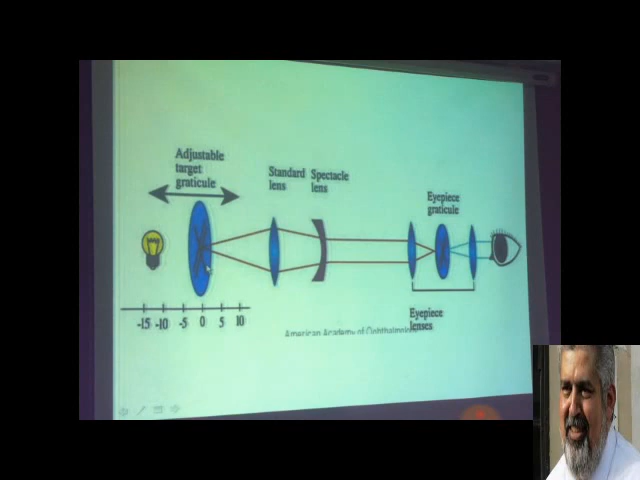 Adjustable
target
graticule
Standard
lens
Spectacle
lens
Eyepiece
graticule
-15 -10 -5 0 5 10
Eyepiece
lenses
American Academy of